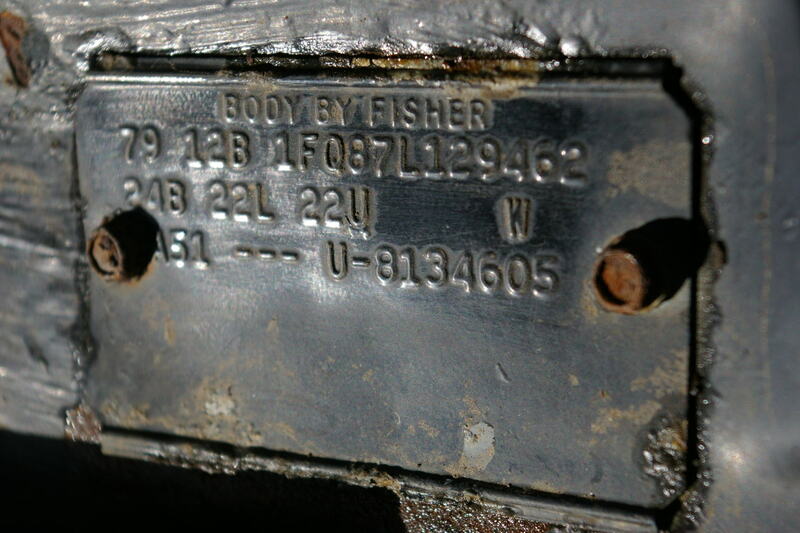 BODY BY FISHER
79 12B 1FQ87L129462
24B 22L 22U W
A51 --- U-8134605